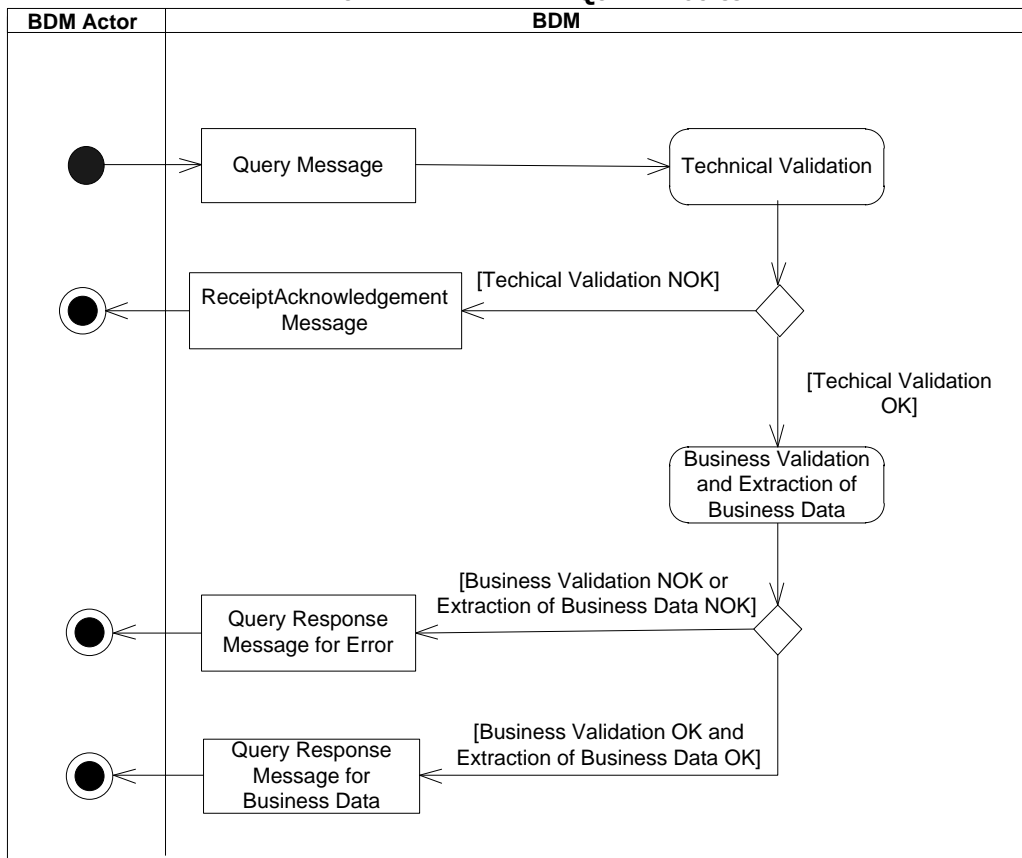 BDM Actor
BDM
Query Message
Technical Validation
[Techical Validation NOK]
ReceiptAcknowledgement
Message
[Techical Validation
OK]
Business Validation
and Extraction of
Business Data
[Business Validation NOK or
Extraction of Business Data NOK]
Query Response
Message for Error
[Business Validation OK and
Extraction of Business Data OK]
Query Response
Message for
Business Data